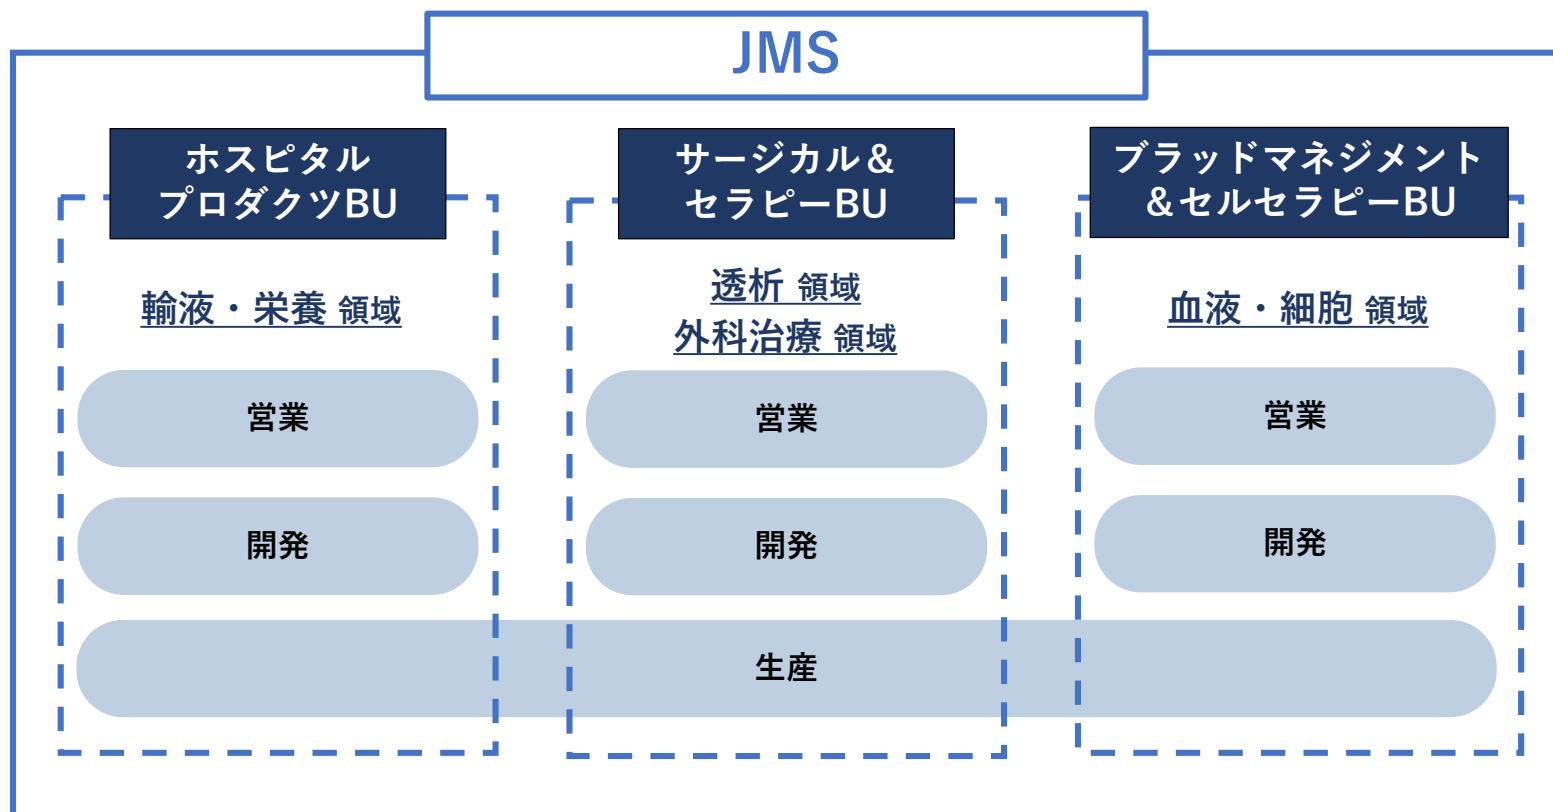 JMS
ホスピタル
プロダクツBU
輸液・栄養 領域
営業
開発
サージカル＆
セラピーBU
透析 領域
外科治療 領域
営業
開発
ブラッドマネジメント
＆セルセラピーBU
血液・細胞 領域
営業
開発
生産